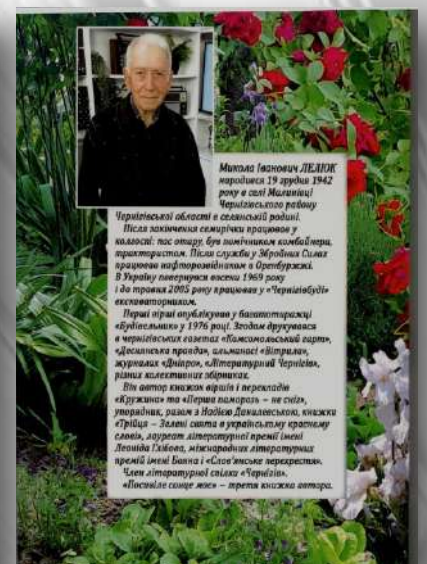 Микола Іванович ЛЕЛЮК
народився 19 грудня 1942
року в селі Малинівці
Чернігівського району
Чернігівської області в селянській родині.
Після закінчення семирічки працював у
колгоспі: пас отару, був помічником комбайнера,
трактористом. Після служби у Збройних Силах
працював нафторозвідником в Оренбуржжі.
В Україну повернувся восени 1969 року
і до травня 2005 року працював у «Чернігівбуді»
екскаваторником.
Перші вірші опублікував у багатотиражці
«Будівельник» у 1976 році. Згодом друкувався
в чернігівських газетах «Комсомольський гарт»,
«Деснянська правда», альманасі «Вітрила»,
журналах «Дніпро», «Літературний Чернігів»,
різних колективних збірниках.
Він автор книжок віршів і перекладів
«Кружина» та «Перша паморозь – не сніг»,
упорядник, разом з Надією Данилевською, книжки
«Трійця – Зелені свята в українському красному
слові», лауреат літературної премії імені
Леоніда Глібова, міжнародних літературних
премій імені Банна і «Слов'янське перехрестя».
Член літературної спілки «Чернігів».
сонце моє» – третя книжка автора.